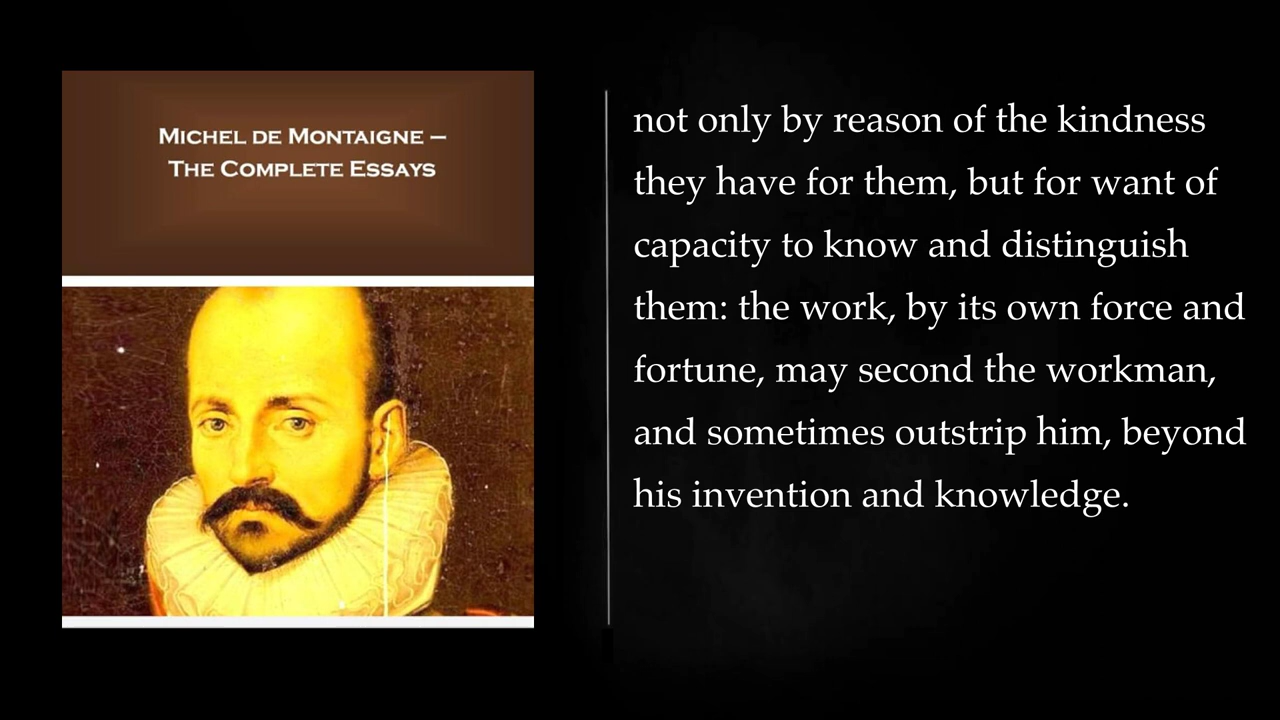 MICHEL DE MONTAIGNE –
THE COMPLETE ESSAYS
not only by reason of the kindness
they have for them, but for want of
capacity to know and distinguish
them: the work, by its own force and
fortune, may second the workman,
and sometimes outstrip him, beyond
his invention and knowledge.